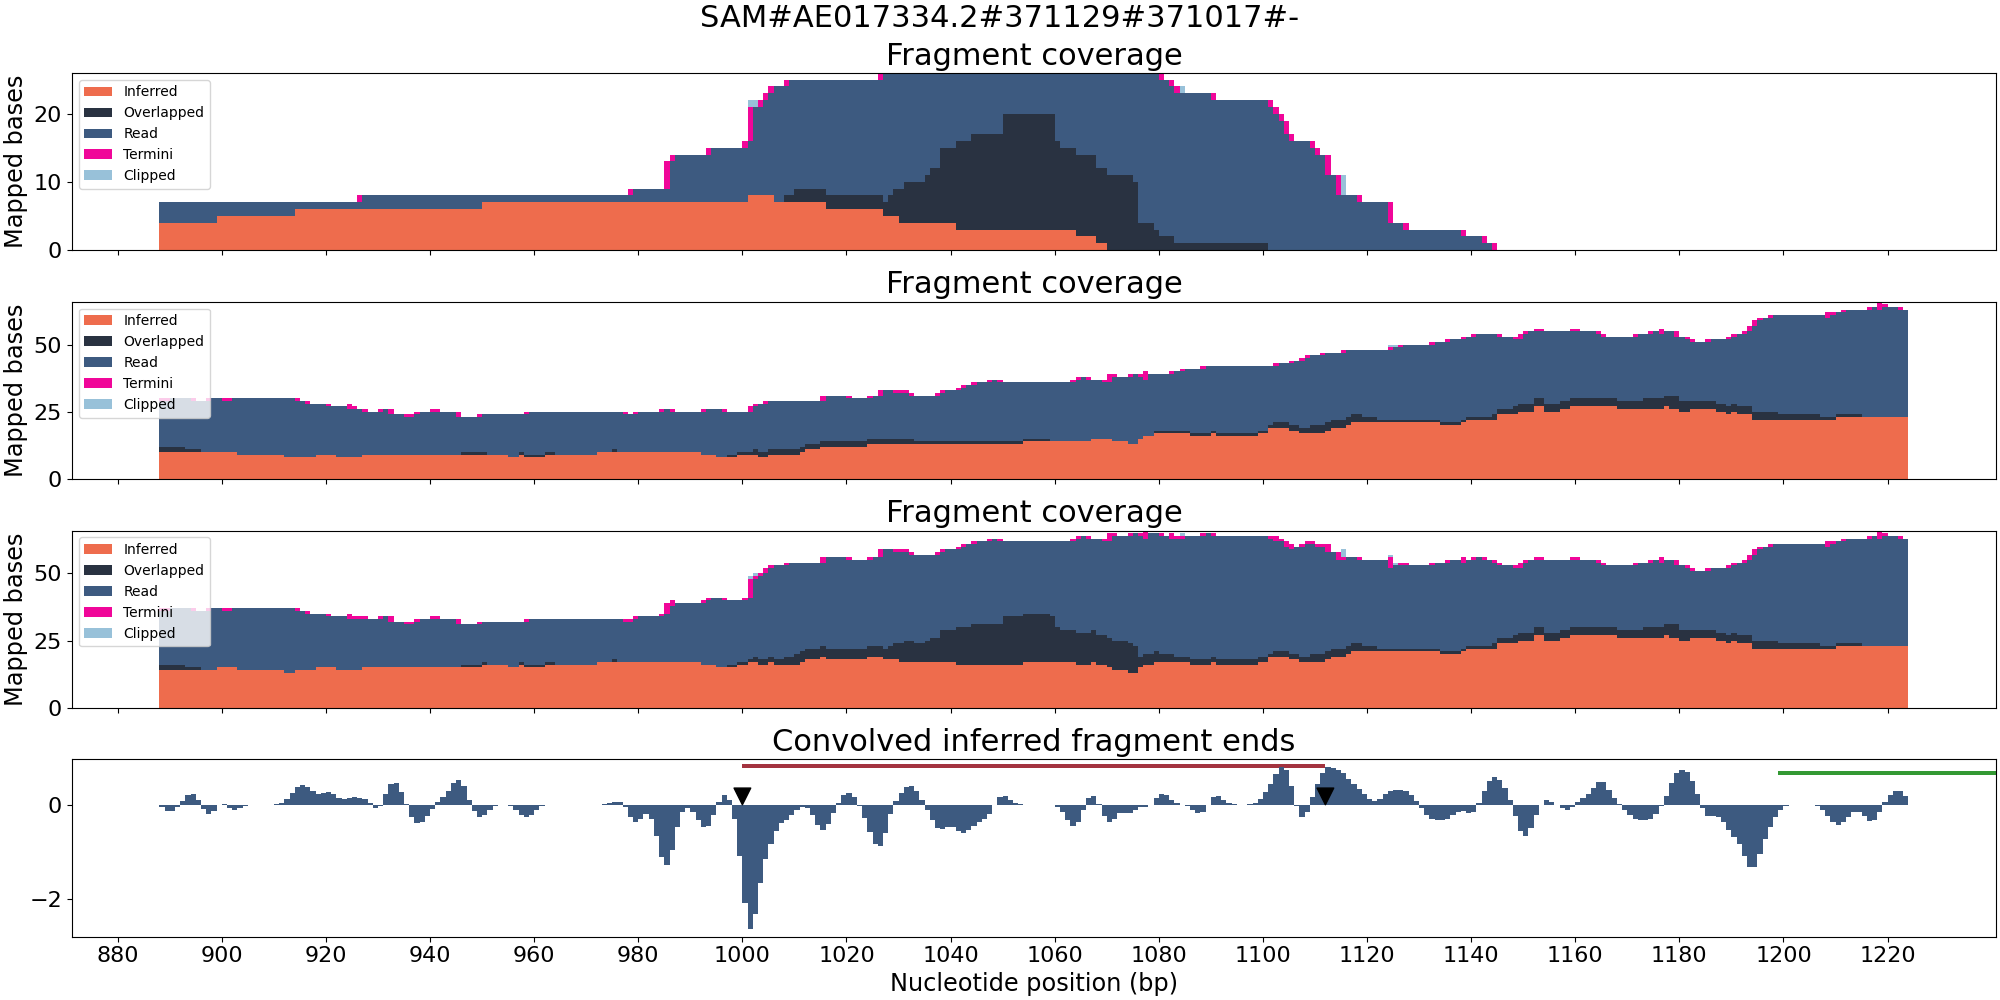 SAM#AE017334.2#371129#371017#-
Fragment coverage
Mapped bases
20
10
0
Inferred
Overlapped
Read
Termini
Clipped
Fragment coverage
Mapped bases
50
25
0
Inferred
Overlapped
Read
Termini
Clipped
Fragment coverage
Mapped bases
50
25
0
Inferred
Overlapped
Read
Termini
Clipped
Convolved inferred fragment ends
0
−2
880 900 920 940 960 980 1000 1020 1040 1060 1080 1100 1120 1140 1160 1180 1200 1220
Nucleotide position (bp)